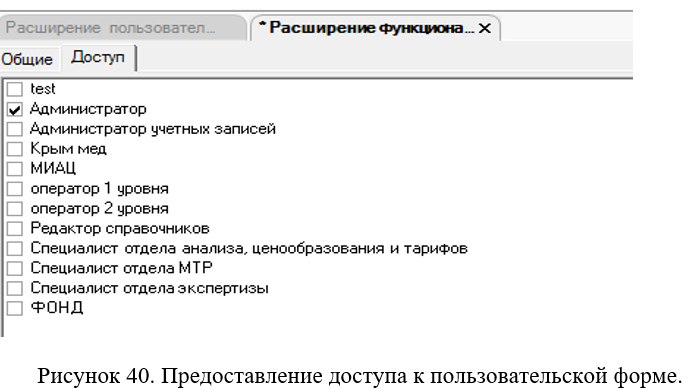 Расширение пользовател...
* Расширение функциона... X
Общие
Доступ
test
Администратор
Администратор учетных записей
Крым мед
МИАЦ
оператор 1 уровня
оператор 2 уровня
Редактор справочников
Специалист отдела анализа, ценообразования и тарифов
Специалист отдела МТР
Специалист отдела экспертизы
ФОНД
Рисунок 40. Предоставление доступа к пользовательской форме.